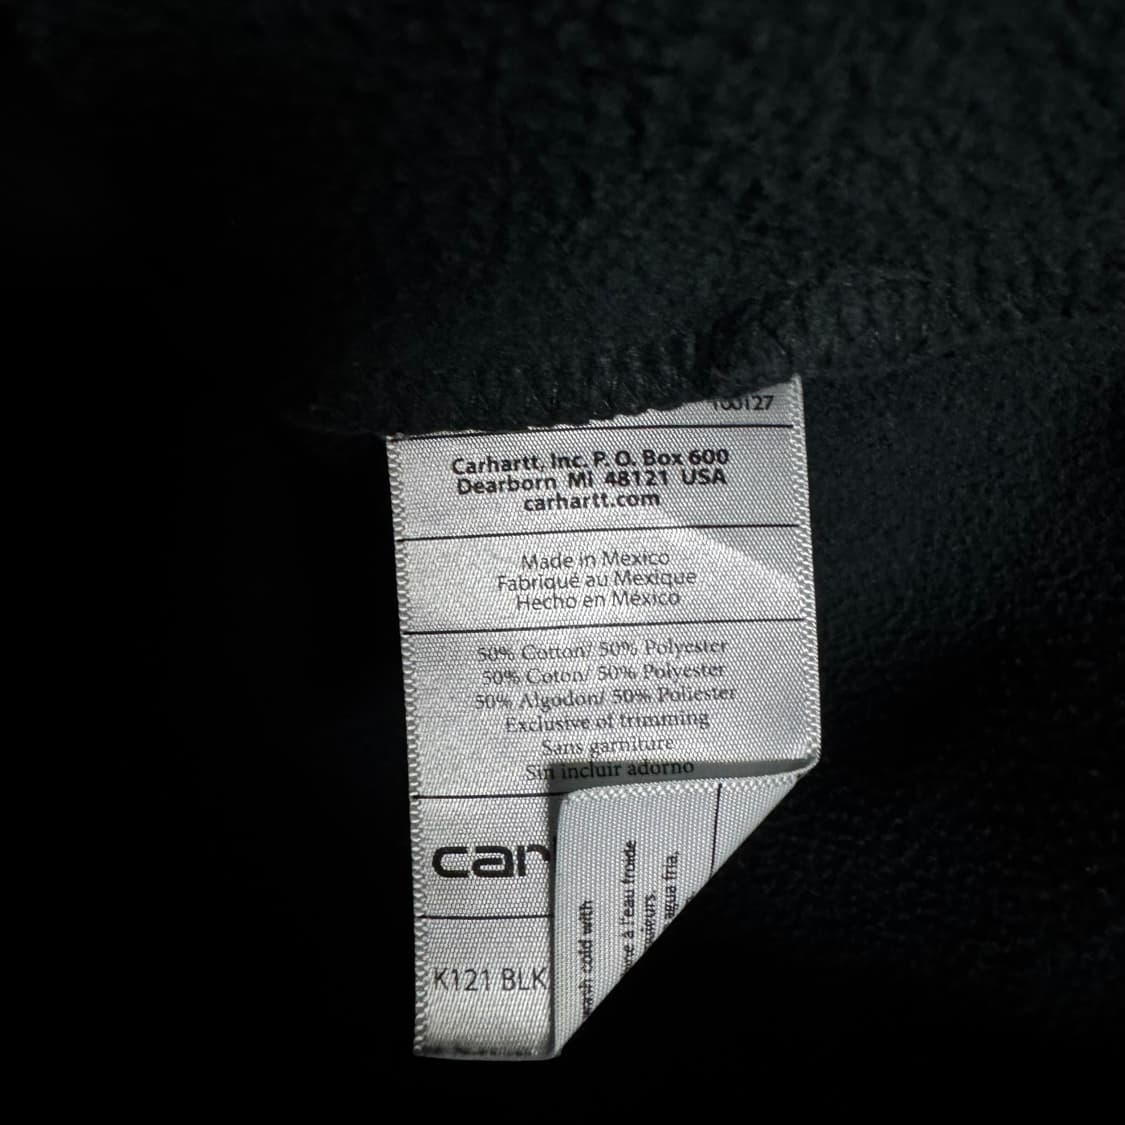 100127
Carhartt, Inc. P. O. Box 600
Dearborn MI 48121 USA
carhartt.com
Made in Mexico
Fabriqué au Mexique
Hecho en México
50% Cotton/ 50% Polyester
50% Coton/ 50% Polyester
50% Algodon/ 50% Poliester
Exclusive of trimming
Sans garniture
Sin incluir adorno
car
K121 BLK
wash cold with
à l'eau froide
agua fria,